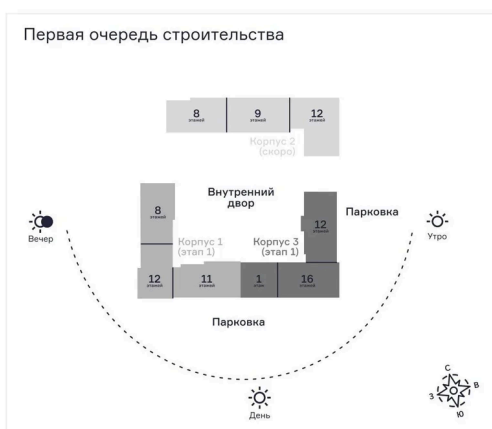 Первая очередь строительства
8
этажей
9
этажей
12
этажей
Корпус 2
(скоро)
8
этажей
Внутренний
двор
12
этажей
Парковка
Вечер
Утро
Корпус 1
(этап 1)
Корпус 3
(этап 1)
12
этажей
11
этажей
1
этаж
16
этажей
Парковка
День
С
В
З
Ю